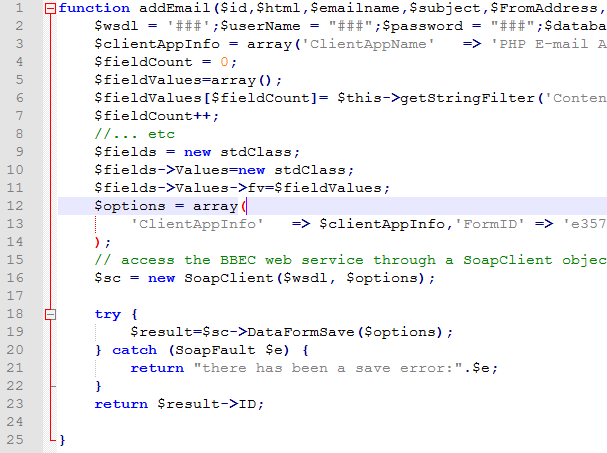 1 function addEmail($id,$html,$emailname,$subject,$FromAddress,
2 $wsdl = '###';$userName = "###";$password = "###";$databa
3 $clientAppInfo = array('ClientAppName' => 'PHP E-mail A
4 $fieldCount = 0;
5 $fieldValues=array();
6 $fieldValues[$fieldCount]= $this->getStringFilter('Conten
7 $fieldCount++;
8 //... etc
9 $fields = new stdClass;
10 $fields->Values=new stdClass;
11 $fields->Values->fv=$fieldValues;
12 $options = array(
13 'ClientAppInfo' => $clientAppInfo,'FormID' => 'e357
14 );
15 // access the BBEC web service through a SoapClient objec
16 $sc = new SoapClient($wsdl, $options);
17
18 try {
19 $result=$sc->DataFormSave($options);
20 } catch (SoapFault $e) {
21 return "there has been a save error:".$e;
22 }
23 return $result->ID;
24
25 }